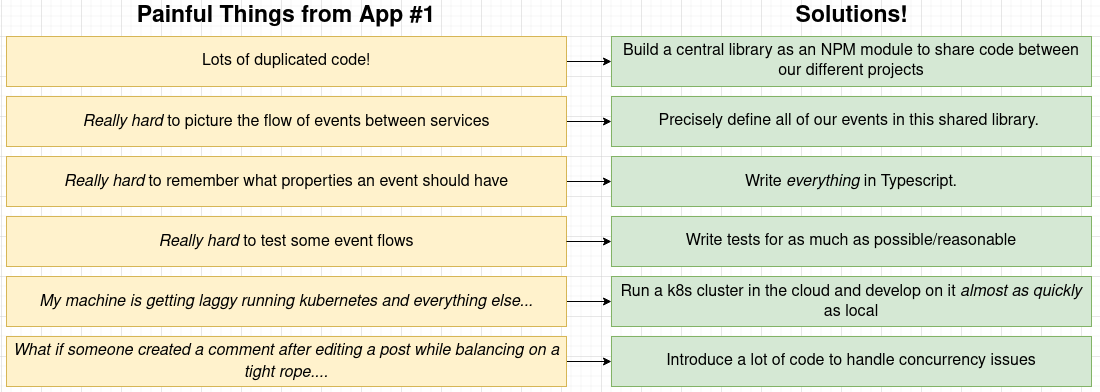 Painful Things from App #1
Solutions!
Lots of duplicated code!
Build a central library as an NPM module to share code between
our different projects
Really hard to picture the flow of events between services
Precisely define all of our events in this shared library.
Really hard to remember what properties an event should have
Write everything in Typescript.
Really hard to test some event flows
Write tests for as much as possible/reasonable
My machine is getting laggy running kubernetes and everything else...
Run a k8s cluster in the cloud and develop on it almost as quickly
as local
What if someone created a comment after editing a post while balancing on a
tight rope....
Introduce a lot of code to handle concurrency issues